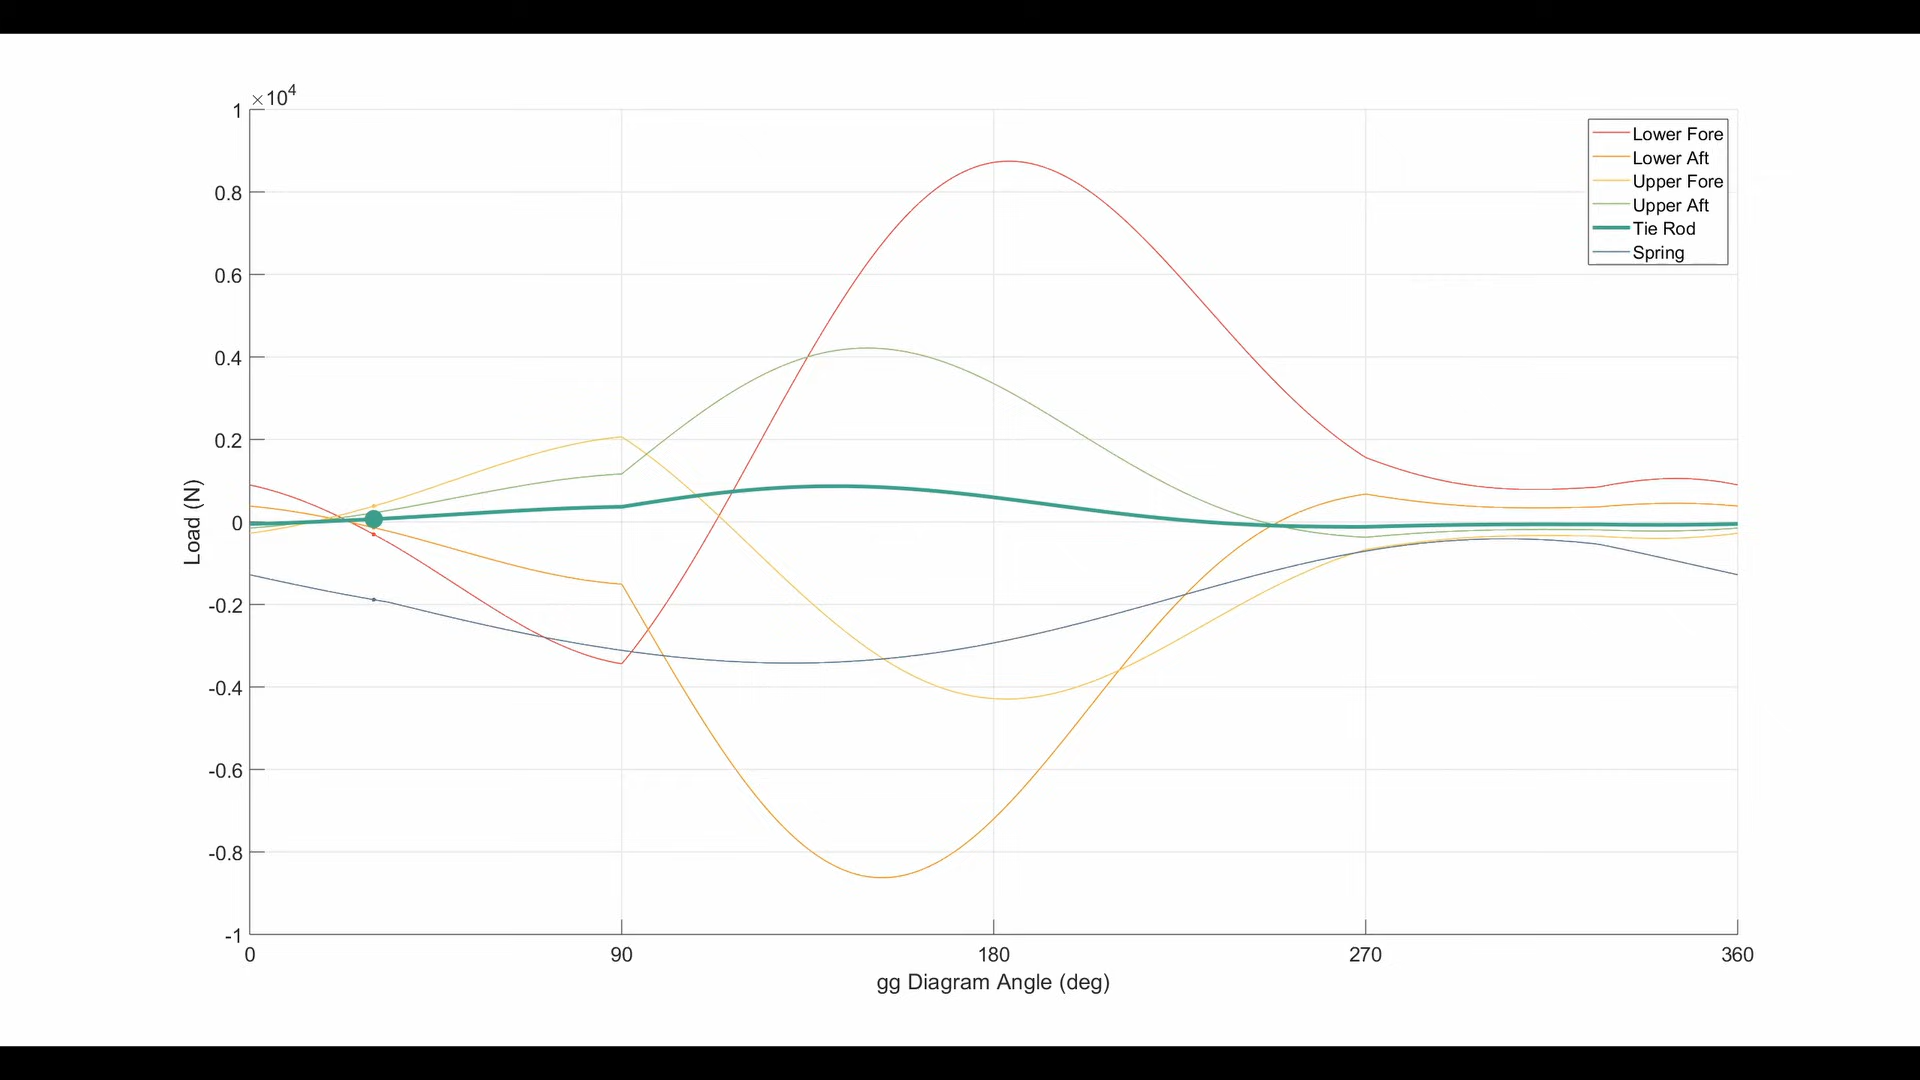 ×10⁴
1
0.8
0.6
0.4
0.2
0
-0.2
-0.4
-0.6
-0.8
-1
Load (N)
0 90 180 270 360
gg Diagram Angle (deg)
Lower Fore
Lower Aft
Upper Fore
Upper Aft
Tie Rod
Spring